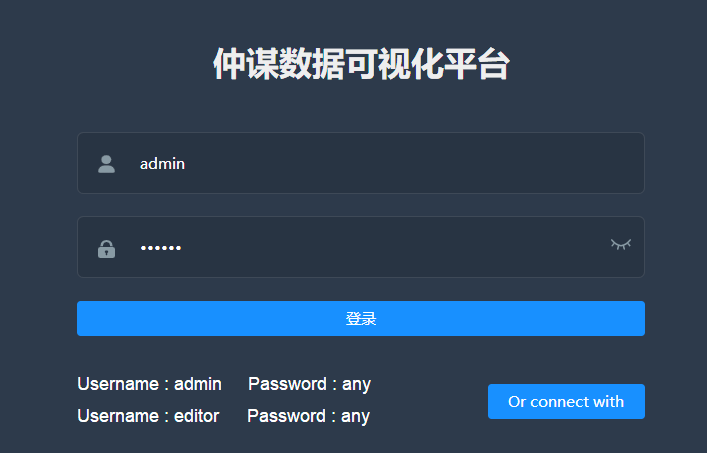 仲谋数据可视化平台
admin
••••••
登录
Username : admin Password : any
Username : editor Password : any
Or connect with